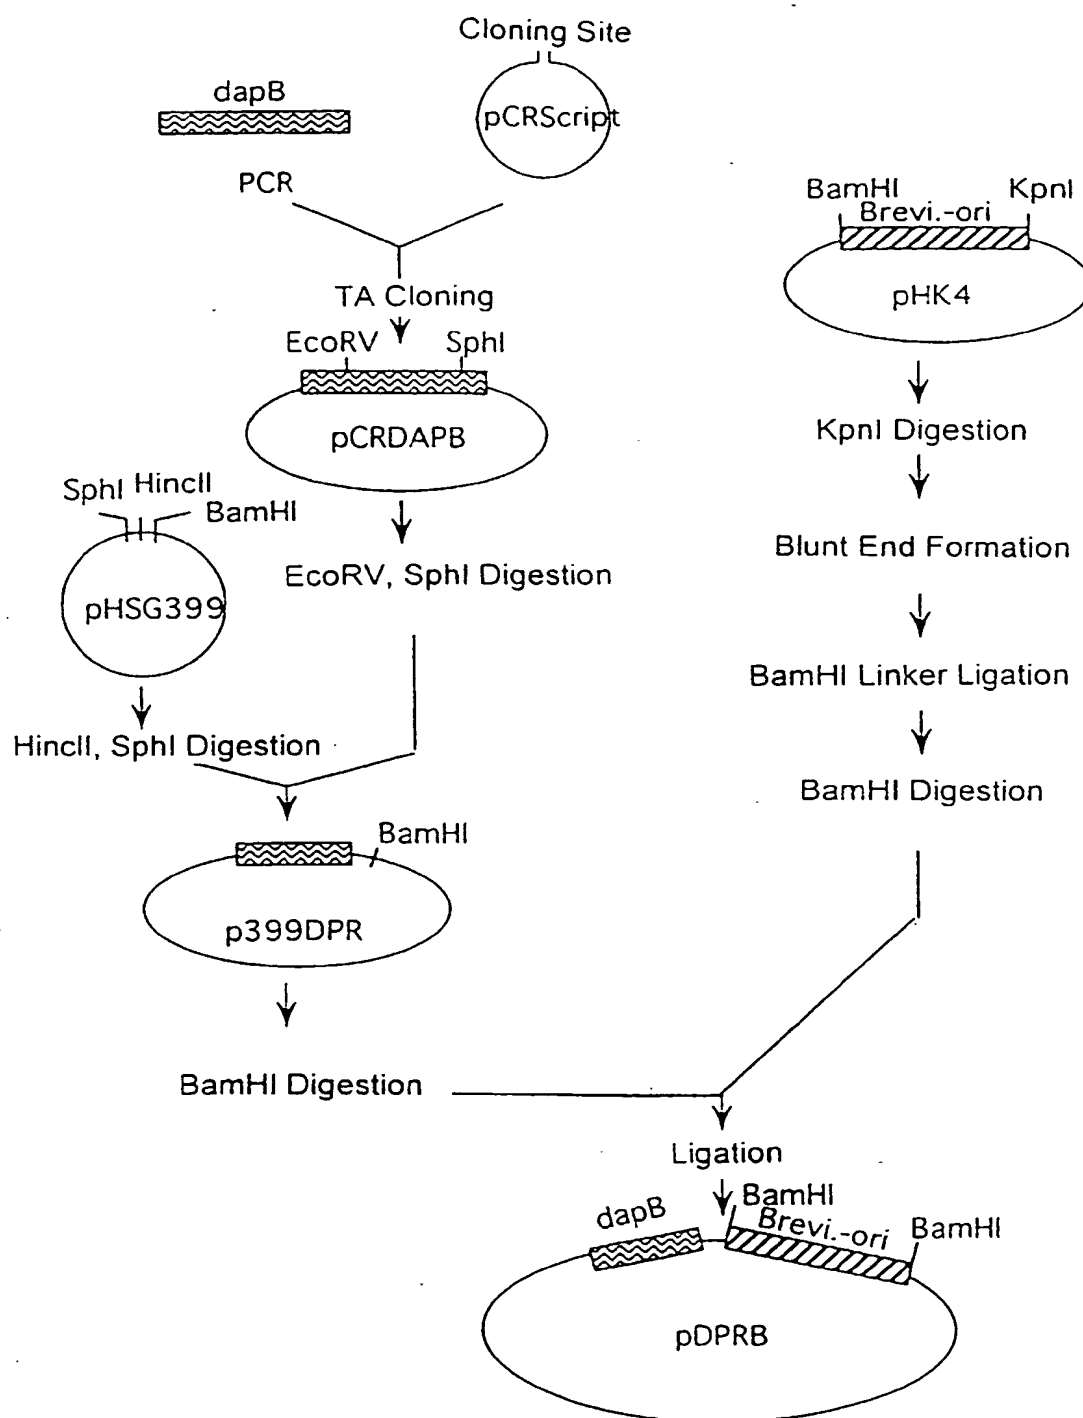 Cloning Site
dapB
pCRScript
PCR
BamHI
KpnI
Brevi.-ori
pHK4
TA Cloning
EcoRV
SphI
pCRDAPB
KpnI Digestion
SphI
HincII
BamHI
pHSG399
EcoRV, SphI Digestion
Blunt End Formation
BamHI Linker Ligation
HincII, SphI Digestion
BamHI Digestion
BamHI
p399DPR
BamHI Digestion
Ligation
dapB
BamHI
Brevi.-ori
BamHI
pDPRB